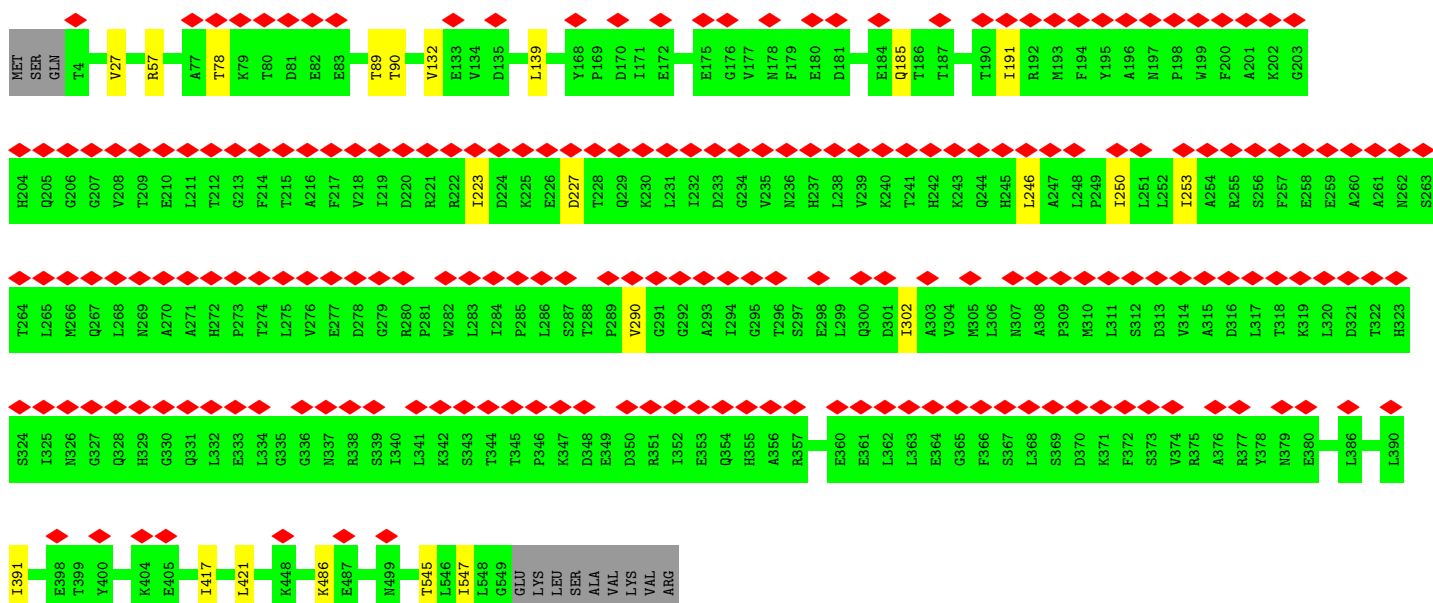 MET SER GLN T4 V27 R57 A77 T78 K79 T80 D81 E82 E83 T89 T90 V132 E133 V134 D135 L139 Y168 P169 D170 I171 E172 E175 G176 V177 N178 F179 E180 D181 E184 Q185 T186 T187 T190 I191 R192 M193 F194 Y195 A196 N197 P198 W199 F200 A201 K202 G203
H204 Q205 G206 G207 V208 T209 E210 L211 T212 G213 F214 T215 A216 F217 V218 I219 D220 R221 R222 I223 D224 K225 E226 D227 T228 Q229 K230 L231 I232 D233 G234 V235 N236 H237 L238 V239 K240 T241 H242 K243 Q244 H245 L246 A247 L248 P249 I250 L251 L252 I253 A254 R255 S256 F257 E258 E259 A260 A261 N262 S263
T264 L265 M266 Q267 L268 N269 A270 A271 H272 P273 T274 L275 V276 E277 D278 G279 R280 P281 W282 L283 I284 P285 L286 S287 T288 P289 V290 G291 G292 A293 I294 G295 T296 S297 E298 L299 Q300 D301 I302 A303 V304 M305 L306 N307 A308 P309 M310 L311 S312 D313 V314 A315 D316 L317 T318 K319 L320 D321 T322 H323
S324 I325 N326 G327 Q328 H329 G330 Q331 L332 E333 L334 G335 G336 N337 R338 S339 I340 L341 K342 S343 T344 T345 P346 K347 D348 E349 D350 R351 I352 E353 Q354 H355 A356 R357 E360 E361 L362 L363 E364 G365 F366 S367 L368 S369 D370 K371 F372 S373 V374 R375 A376 R377 Y378 N379 E380 L386 L390
I391 E398 T399 Y400 K404 E405 I417 L421 K448 K486 E487 N499 T545 L546 I547 L548 G549 GLU LYS LEU SER ALA VAL LYS VAL ARG